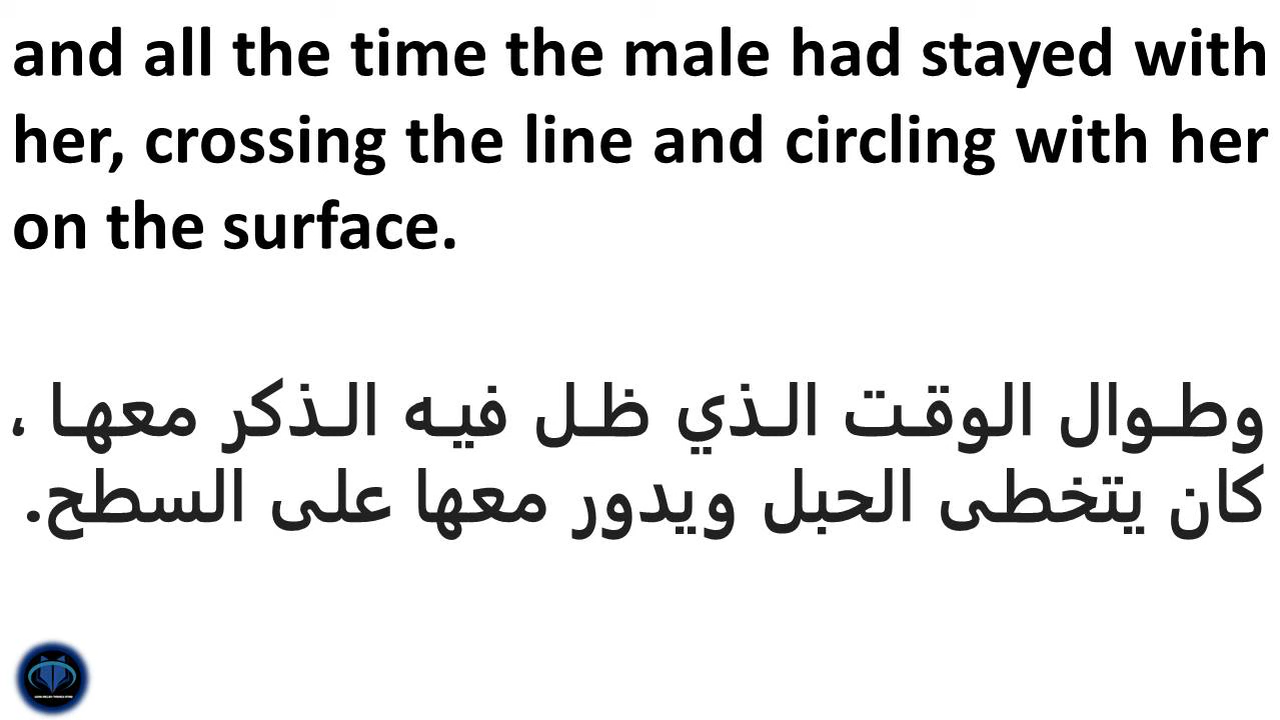 and all the time the male had stayed with
her, crossing the line and circling with her
on the surface.
وطوال الوقت الذي ظل فيه الذكر معها ،
كان يتخطى الحبل ويدور معها على السطح.